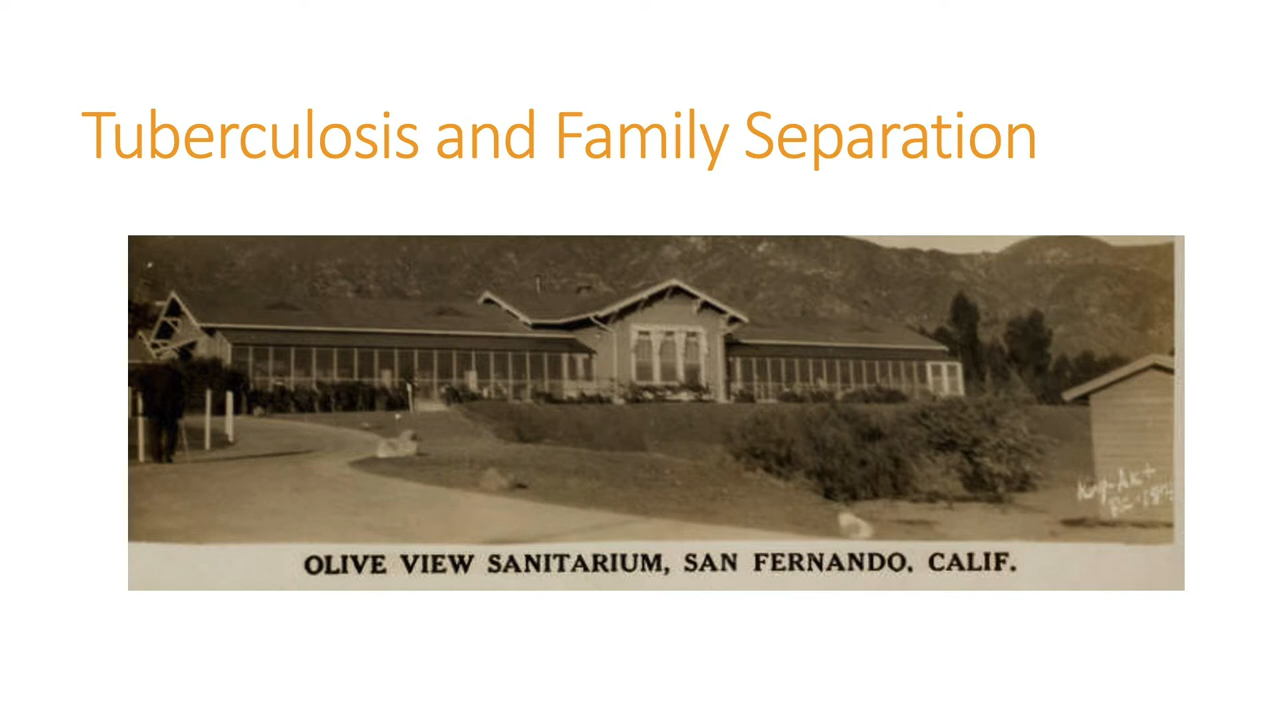 Tuberculosis and Family Separation
OLIVE VIEW SANITARIUM, SAN FERNANDO. CALIF.